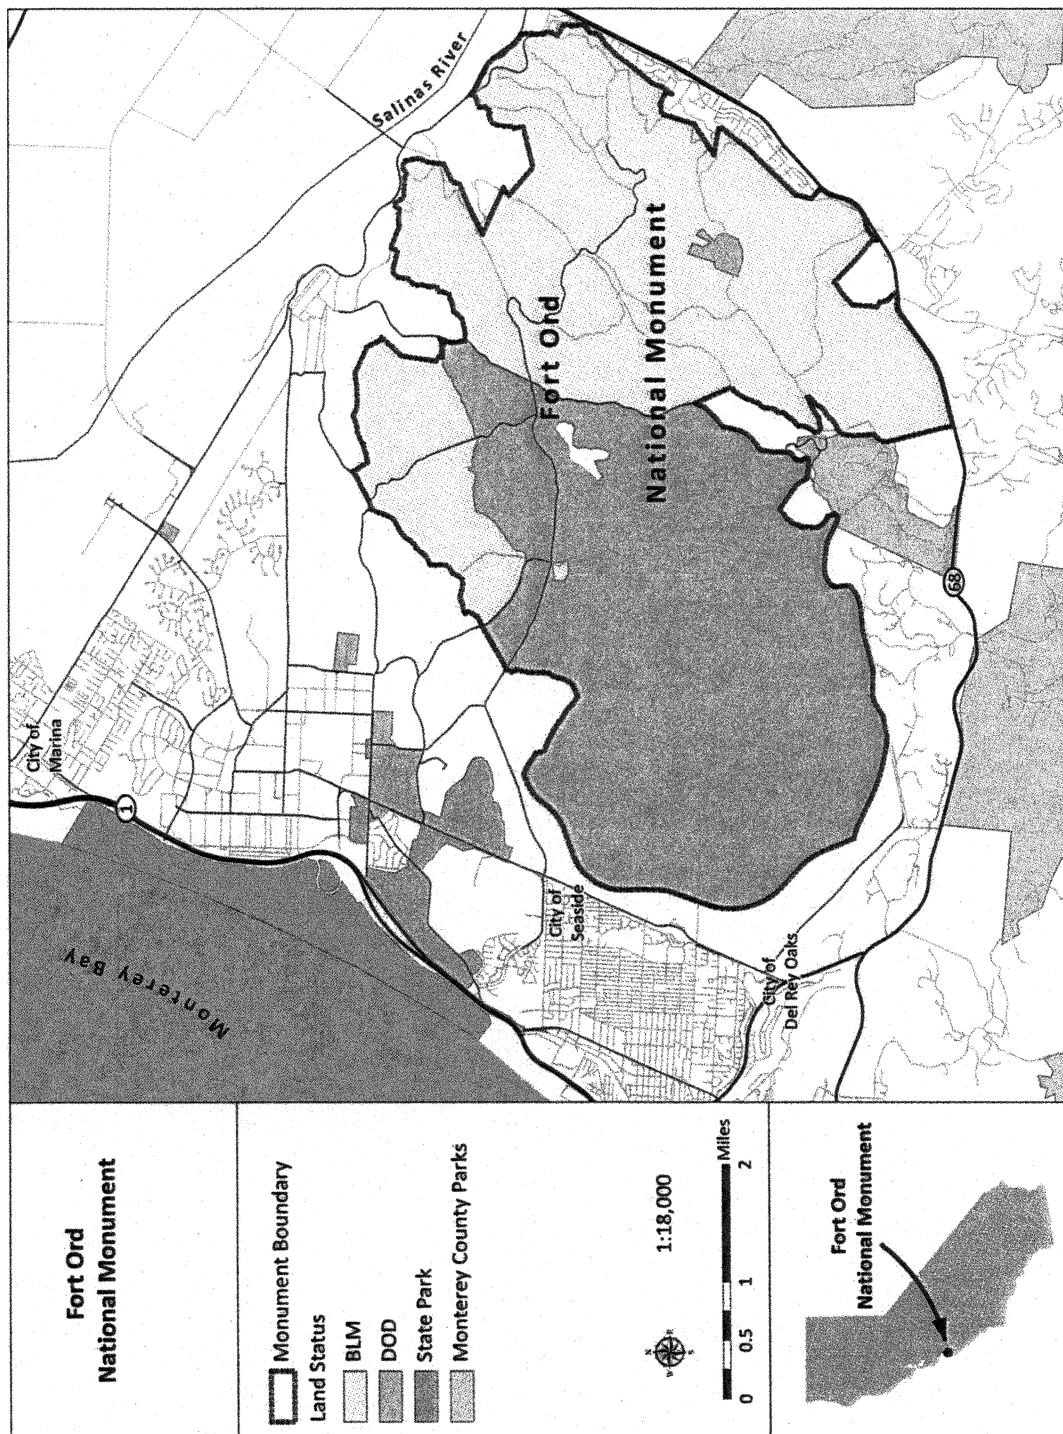 Fort Ord
National Monument
Monument Boundary
Land Status
BLM
DOD
State Park
Monterey County Parks
1:18,000
N
E
S
W
0 0.5 1 2 Miles
Fort Ord
National Monument
Monterey Bay
1
City of
Marina
City of
Seaside
City of
Del Rey Oaks
Salinas River
Fort Ord
National Monument
68